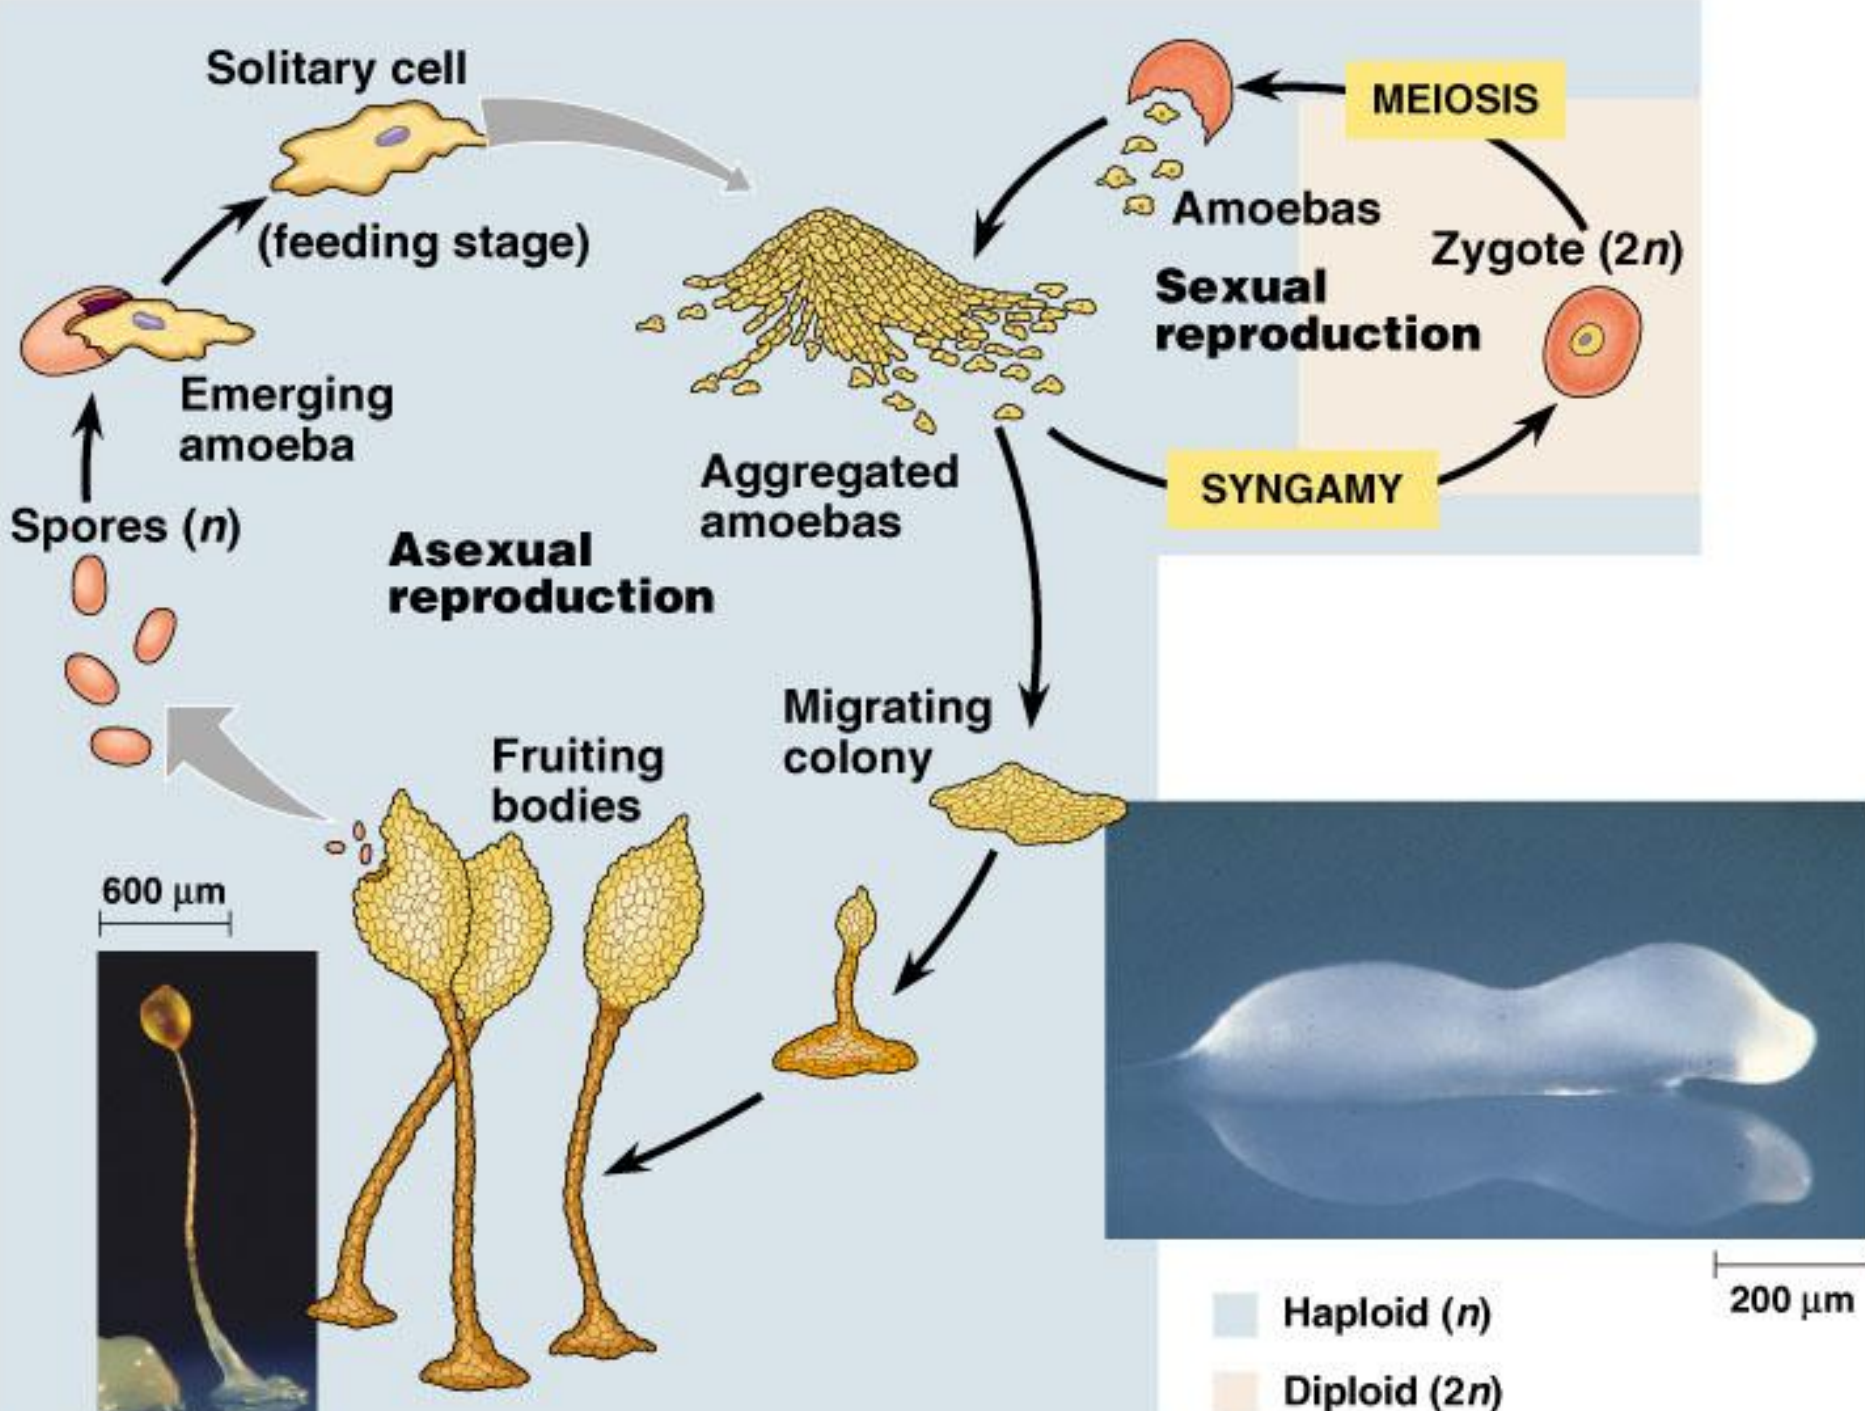 Solitary cell
(feeding stage)
Emerging
amoeba
Spores (n)
Asexual
reproduction
Aggregated
amoebas
MEIOSIS
Amoebas
Zygote (2n)
Sexual
reproduction
SYNGAMY
Migrating
colony
Fruiting
bodies
600 μm
200 μm
Haploid (n)
Diploid (2n)